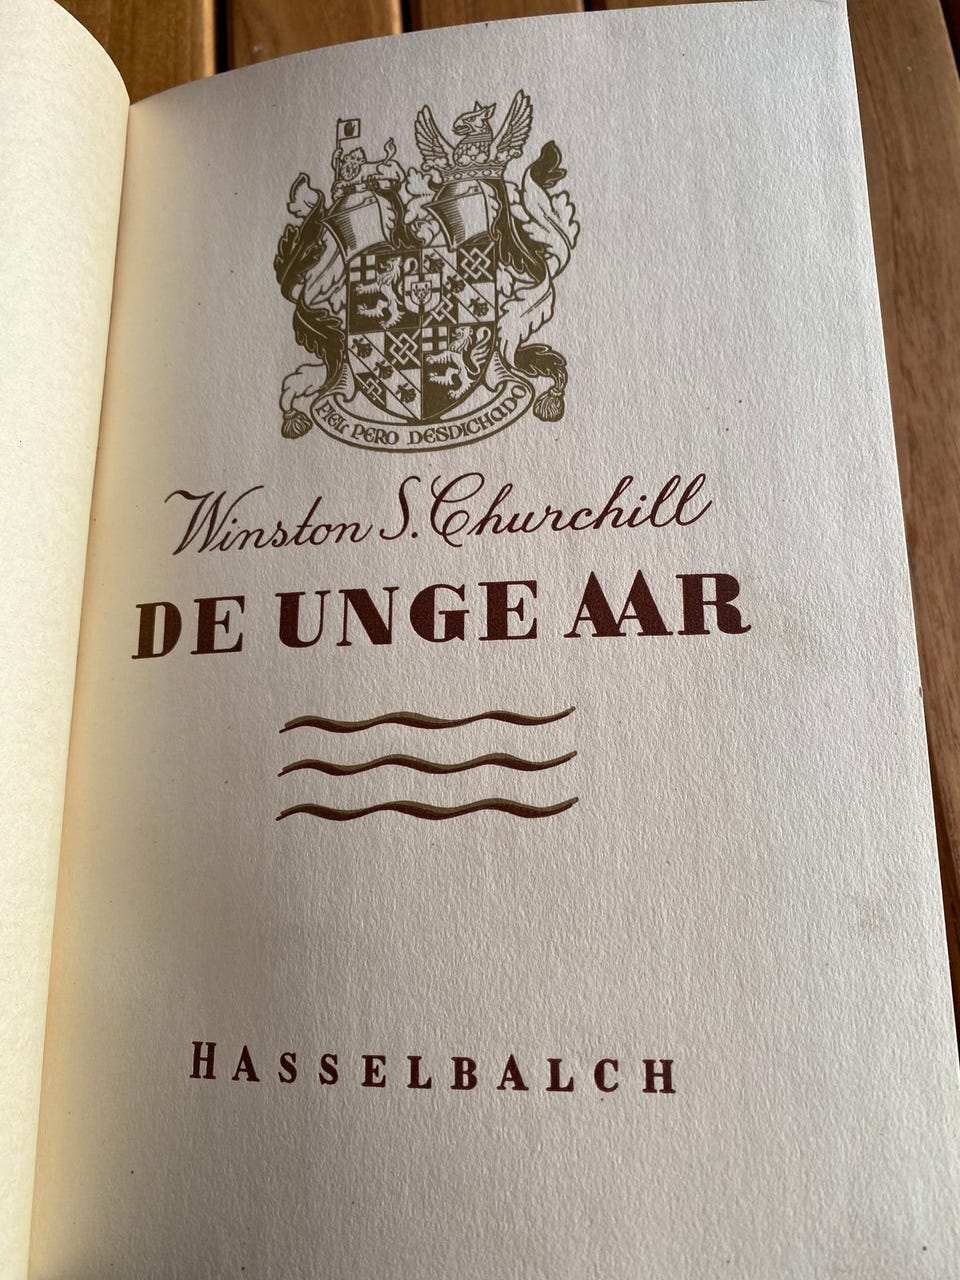 FIEL PERO DESDICHADO
Winston S. Churchill
DE UNGE AAR
HASSELBALCH